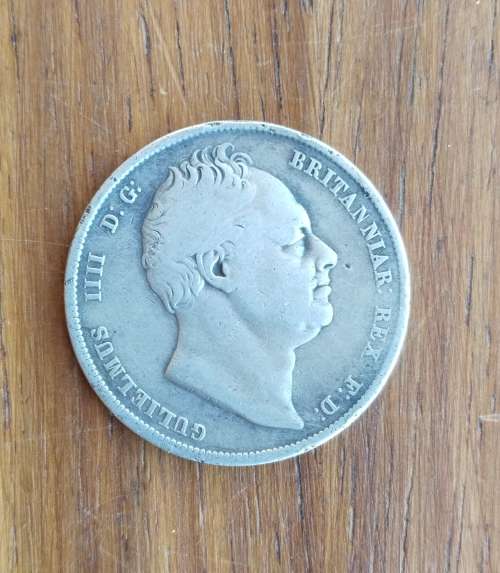 GULIELMUS IIII D: G: BRITANNIAR: REX F: D: